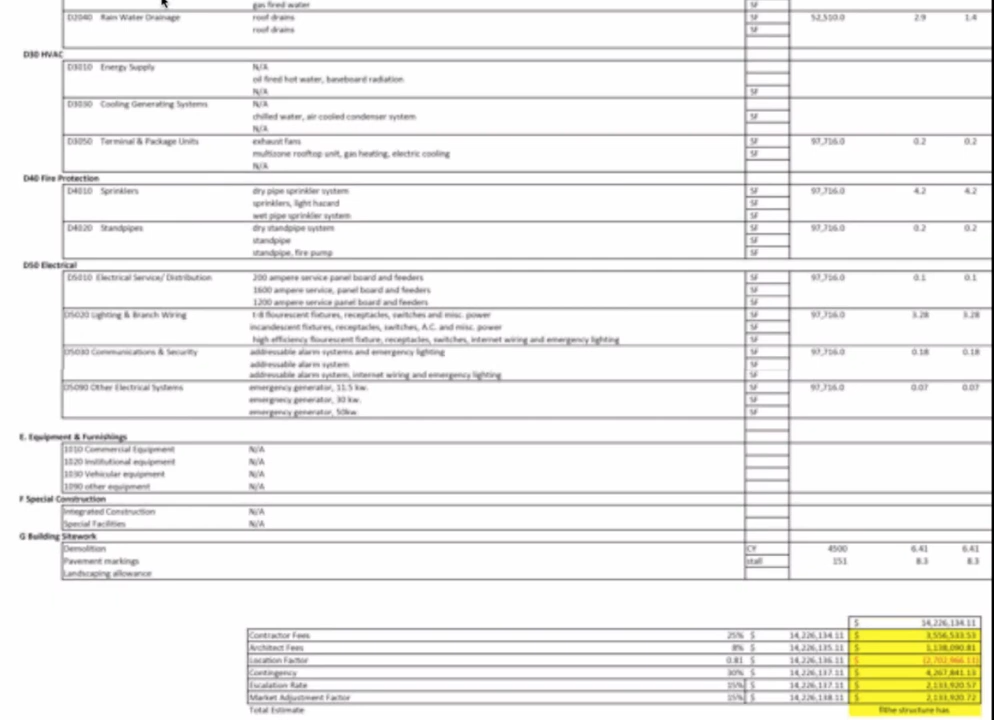 gas fired water SF
D2040 Rain Water Drainage roof drains SF 52,510.0 2.9 1.4
roof drains SF
D30 HVAC
D3010 Energy Supply N/A
oil fired hot water, baseboard radiation
N/A SF
D3030 Cooling Generating Systems N/A
chilled water, air cooled condenser system SF
N/A
D3050 Terminal & Package Units exhaust fans SF 97,716.0 0.2 0.2
multizone rooftop unit, gas heating, electric cooling SF
N/A
D40 Fire Protection
D4010 Sprinklers dry pipe sprinkler system SF 97,716.0 4.2 4.2
sprinklers, light hazard SF
wet pipe sprinkler system SF
D4020 Standpipes dry standpipe system SF 97,716.0 0.2 0.2
standpipe SF
standpipe, fire pump SF
D50 Electrical
D5010 Electrical Service/ Distribution 200 ampere service panel board and feeders SF 97,716.0 0.1 0.1
1600 ampere service, panel board and feeders SF
1200 ampere service panel board and feeders SF
D5020 Lighting & Branch Wiring t-8 flourescent fixtures, receptacles, switches and misc. power SF 97,716.0 3.28 3.28
incandescent fixtures, receptacles, switches, A.C. and misc. power SF
high efficiency flourescent fixture, receptacles, switches, internet wiring and emergency lighting SF
D5030 Communications & Security addressable alarm systems and emergency lighting SF 97,716.0 0.18 0.18
addressable alarm system SF
addressable alarm system, internet wiring and emergency lighting SF
D5090 Other Electrical Systems emergency generator, 11.5 kw. SF 97,716.0 0.07 0.07
emergnecy generator, 30 kw. SF
emergency generator, 50kw. SF
E. Equipment & Furnishings
1010 Commercial Equipment N/A
1020 Institutional equipment N/A
1030 Vehicular equipment N/A
1090 other equipment N/A
F Special Construction
Integrated Construction N/A
Special Facilities N/A
G Building Sitework
Demolition CY 4500 6.41 6.41
Pavement markings stall 151 8.3 8.3
Landscaping allowance
$ 14,226,134.11
Contractor Fees 25% $ 14,226,134.11 $ 3,556,533.53
Architect Fees 8% $ 14,226,135.11 $ 1,138,090.81
Location Factor 0.81 $ 14,226,136.11 $ (2,702,966.11)
Contingency 30% $ 14,226,137.11 $ 4,267,841.13
Escalation Rate 15% $ 14,226,137.11 $ 2,133,920.57
Market Adjustment Factor 15% $ 14,226,138.11 $ 2,133,920.72
Total Estimate fithe structure has